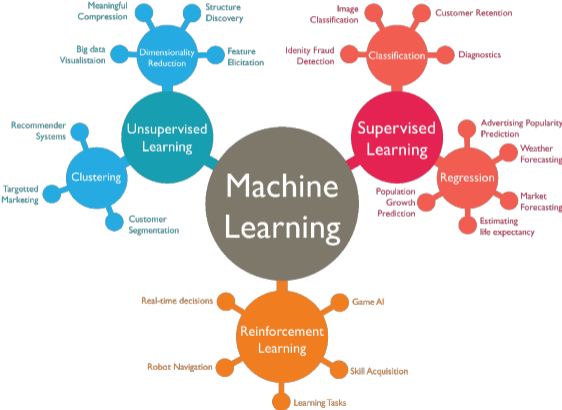 Meaningful
Compression
Structure
Discovery
Big data
Visualistaion
Dimensionality
Reduction
Feature
Elicitation
Unsupervised
Learning
Recommender
Systems
Clustering
Targetted
Marketing
Customer
Segmentation
Image
Classification
Customer Retention
Idenity Fraud
Detection
Classification
Diagnostics
Supervised
Learning
Advertising Popularity
Prediction
Weather
Forecasting
Regression
Population
Growth
Prediction
Market
Forecasting
Estimating
life expectancy
Machine
Learning
Real-time decisions
Game AI
Reinforcement
Learning
Robot Navigation
Skill Acquisition
Learning Tasks